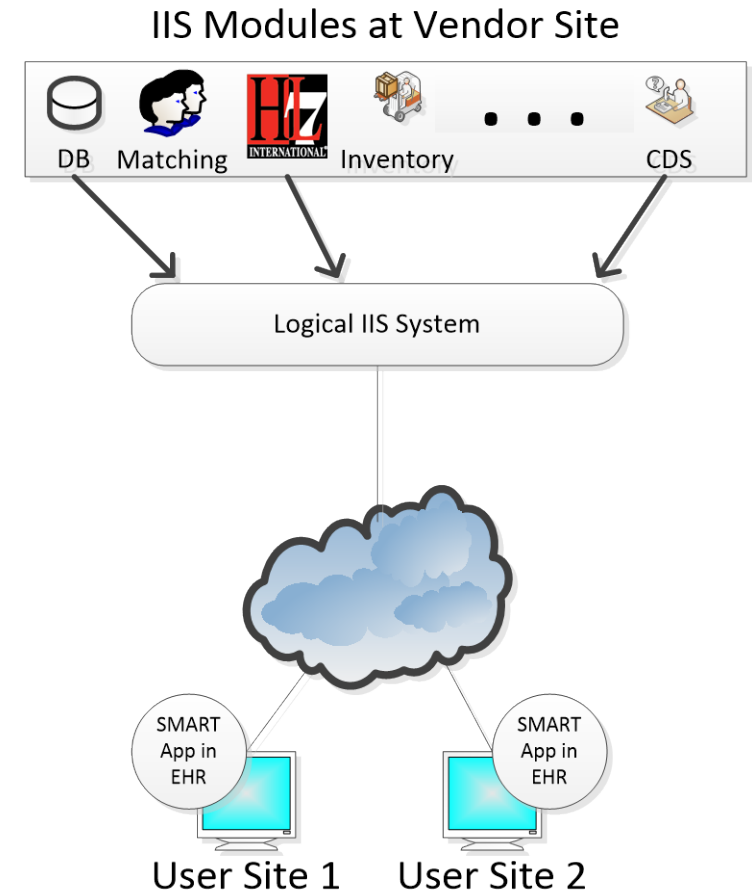 IIS Modules at Vendor Site
DB Matching HL7 INTERNATIONAL Inventory ... CDS
Logical IIS System
SMART
App in
EHR
SMART
App in
EHR
User Site 1 User Site 2